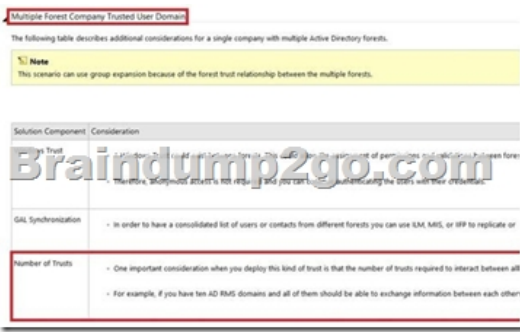 Multiple Forest Company Trusted User Domain
The following table describes additional considerations for a single company with multiple Active Directory forests.
Note
This scenario can use group expansion because of the forest trust relationship between the multiple forests.
Solution Component Consideration
Trust
Braindump2go.com
Therefore, anonymous access is not required and you can authenticating the users with their credentials.
GAL Synchronization
In order to have a consolidated list of users or contacts from different forests you can use ILM, MIIS, or IIFP to replicate or
Number of Trusts
One important consideration when you deploy this kind of trust is that the number of trusts required to interact between all
For example, if you have ten AD RMS domains and all of them should be able to exchange information between each other